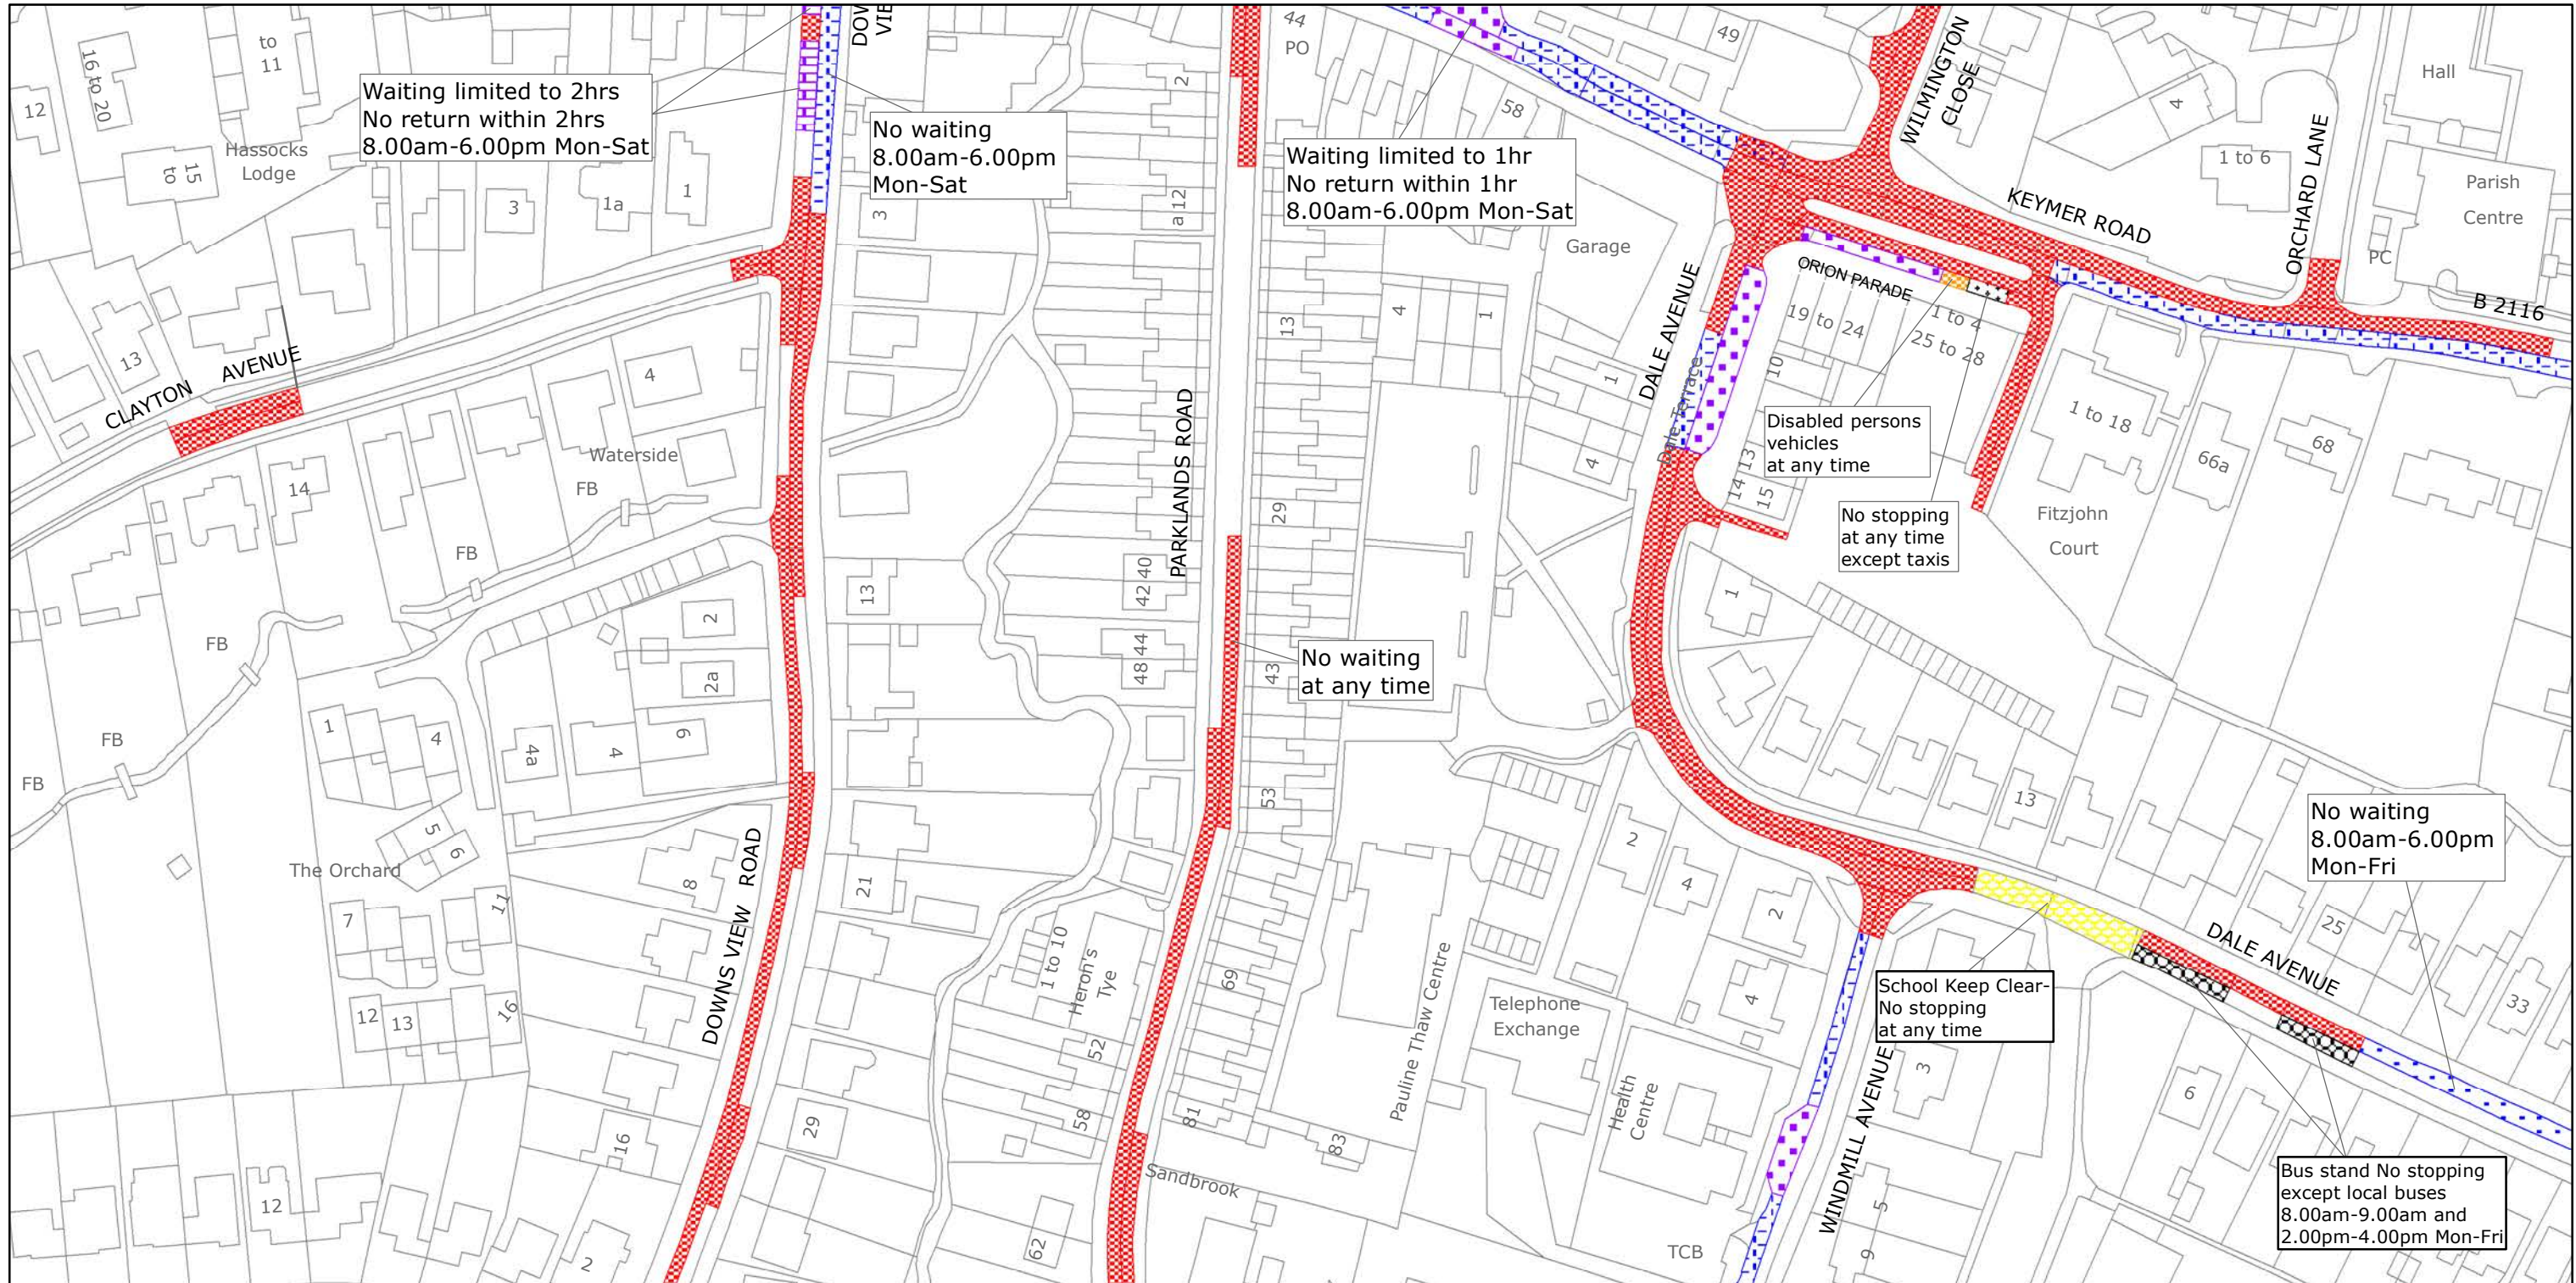 DOW
VIE
44
PO
49
WILMINGTON
CLOSE
Hall
12
16 to 20
to
11
Hassocks
Lodge
15
to
Waiting limited to 2hrs
No return within 2hrs
8.00am-6.00pm Mon-Sat
No waiting
8.00am-6.00pm
Mon-Sat
2
a 12
58
Waiting limited to 1hr
No return within 1hr
8.00am-6.00pm Mon-Sat
4
1 to 6
ORCHARD LANE
Parish
Centre
PC
KEYMER ROAD
B 2116
3
1a
1
3
Garage
DALE AVENUE
Dale Terrace
ORION PARADE
19 to 24
1 to 4
25 to 28
10
13
14
15
1 to 18
66a
68
Fitzjohn
Court
Disabled persons
vehicles
at any time
No stopping
at any time
except taxis
13
CLAYTON AVENUE
14
4
Waterside
FB
FB
FB
FB
FB
FB
PARKLANDS ROAD
13
29
4
1
1
4
13
40
42
44
48
43
53
No waiting
at any time
2
2a
4a
4
6
1
4
5
6
The Orchard
7
11
12
13
16
8
DOWNS VIEW ROAD
21
29
16
12
2
1 to 10
Heron's
Tye
52
58
62
69
81
83
Sandbrook
Pauline Thaw Centre
Telephone
Exchange
Health
Centre
TCB
1
13
2
4
2
4
WINDMILL AVENUE
3
5
9
6
School Keep Clear-
No stopping
at any time
DALE AVENUE
25
33
No waiting
8.00am-6.00pm
Mon-Fri
Bus stand No stopping
except local buses
8.00am-9.00am and
2.00pm-4.00pm Mon-Fri